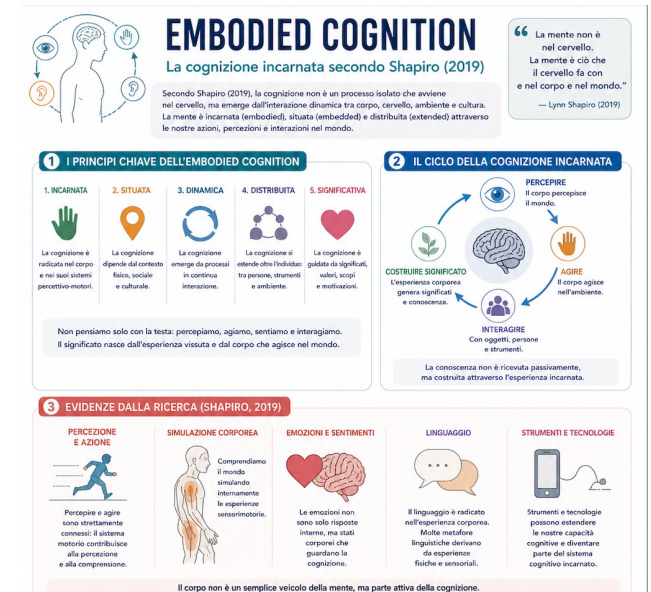 EMBODIED COGNITION
La cognizione incarnata secondo Shapiro (2019)
Secondo Shapiro (2019), la cognizione non è un processo isolato che avviene
nel cervello, ma emerge dall'interazione dinamica tra corpo, cervello, ambiente e cultura.
La mente è incarnata (embodied), situata (embedded) e distribuita (extended) attraverso
le nostre azioni, percezioni e interazioni nel mondo.
“ La mente non è
nel cervello.
La mente è ciò che
il cervello fa con
e nel corpo e nel mondo.”
— Lynn Shapiro (2019)
1 I PRINCIPI CHIAVE DELL'EMBODIED COGNITION
1. INCARNATA
La cognizione è
radicata nel corpo
e nei suoi sistemi
percettivo-motori.
2. SITUATA
La cognizione
dipende dal contesto
fisico, sociale
e culturale.
3. DINAMICA
La cognizione
emerge da processi
in continua
interazione.
4. DISTRIBUITA
La cognizione si
estende oltre l'individuo:
tra persone, strumenti
e ambiente.
5. SIGNIFICATIVA
La cognizione è
guidata da significati,
valori, scopi
e motivazioni.
Non pensiamo solo con la testa: percepiamo, agiamo, sentiamo e interagiamo.
Il significato nasce dall'esperienza vissuta e dal corpo che agisce nel mondo.
2 IL CICLO DELLA COGNIZIONE INCARNATA
PERCEPIRE
Il corpo percepisce
il mondo.
AGIRE
Il corpo agisce
nell'ambiente.
INTERAGIRE
Con oggetti, persone
e strumenti.
COSTRUIRE SIGNIFICATO
L'esperienza corporea
genera significati
e conoscenza.
La conoscenza non è ricevuta passivamente,
ma costruita attraverso l'esperienza incarnata.
3 EVIDENZE DALLA RICERCA (SHAPIRO, 2019)
PERCEZIONE
E AZIONE
Percepire e agire
sono strettamente
connessi: il sistema
motorio contribuisce
alla percezione
e alla comprensione.
SIMULAZIONE CORPOREA
Comprendiamo
il mondo
simulando
internamente
le esperienze
sensorimotorie.
EMOZIONI E SENTIMENTI
Le emozioni non
sono solo risposte
interne, ma stati
corporei che
guardano la
cognizione.
LINGUAGGIO
Il linguaggio è radicato
nell'esperienza corporea.
Molte metafore
linguistiche derivano
da esperienze
fisiche e sensoriali.
STRUMENTI E TECNOLOGIE
Strumenti e tecnologie
possono estendere
le nostre capacità
cognitive e diventare
parte del sistema
cognitivo incarnato.
Il corpo non è un semplice veicolo della mente, ma parte attiva della cognizione.